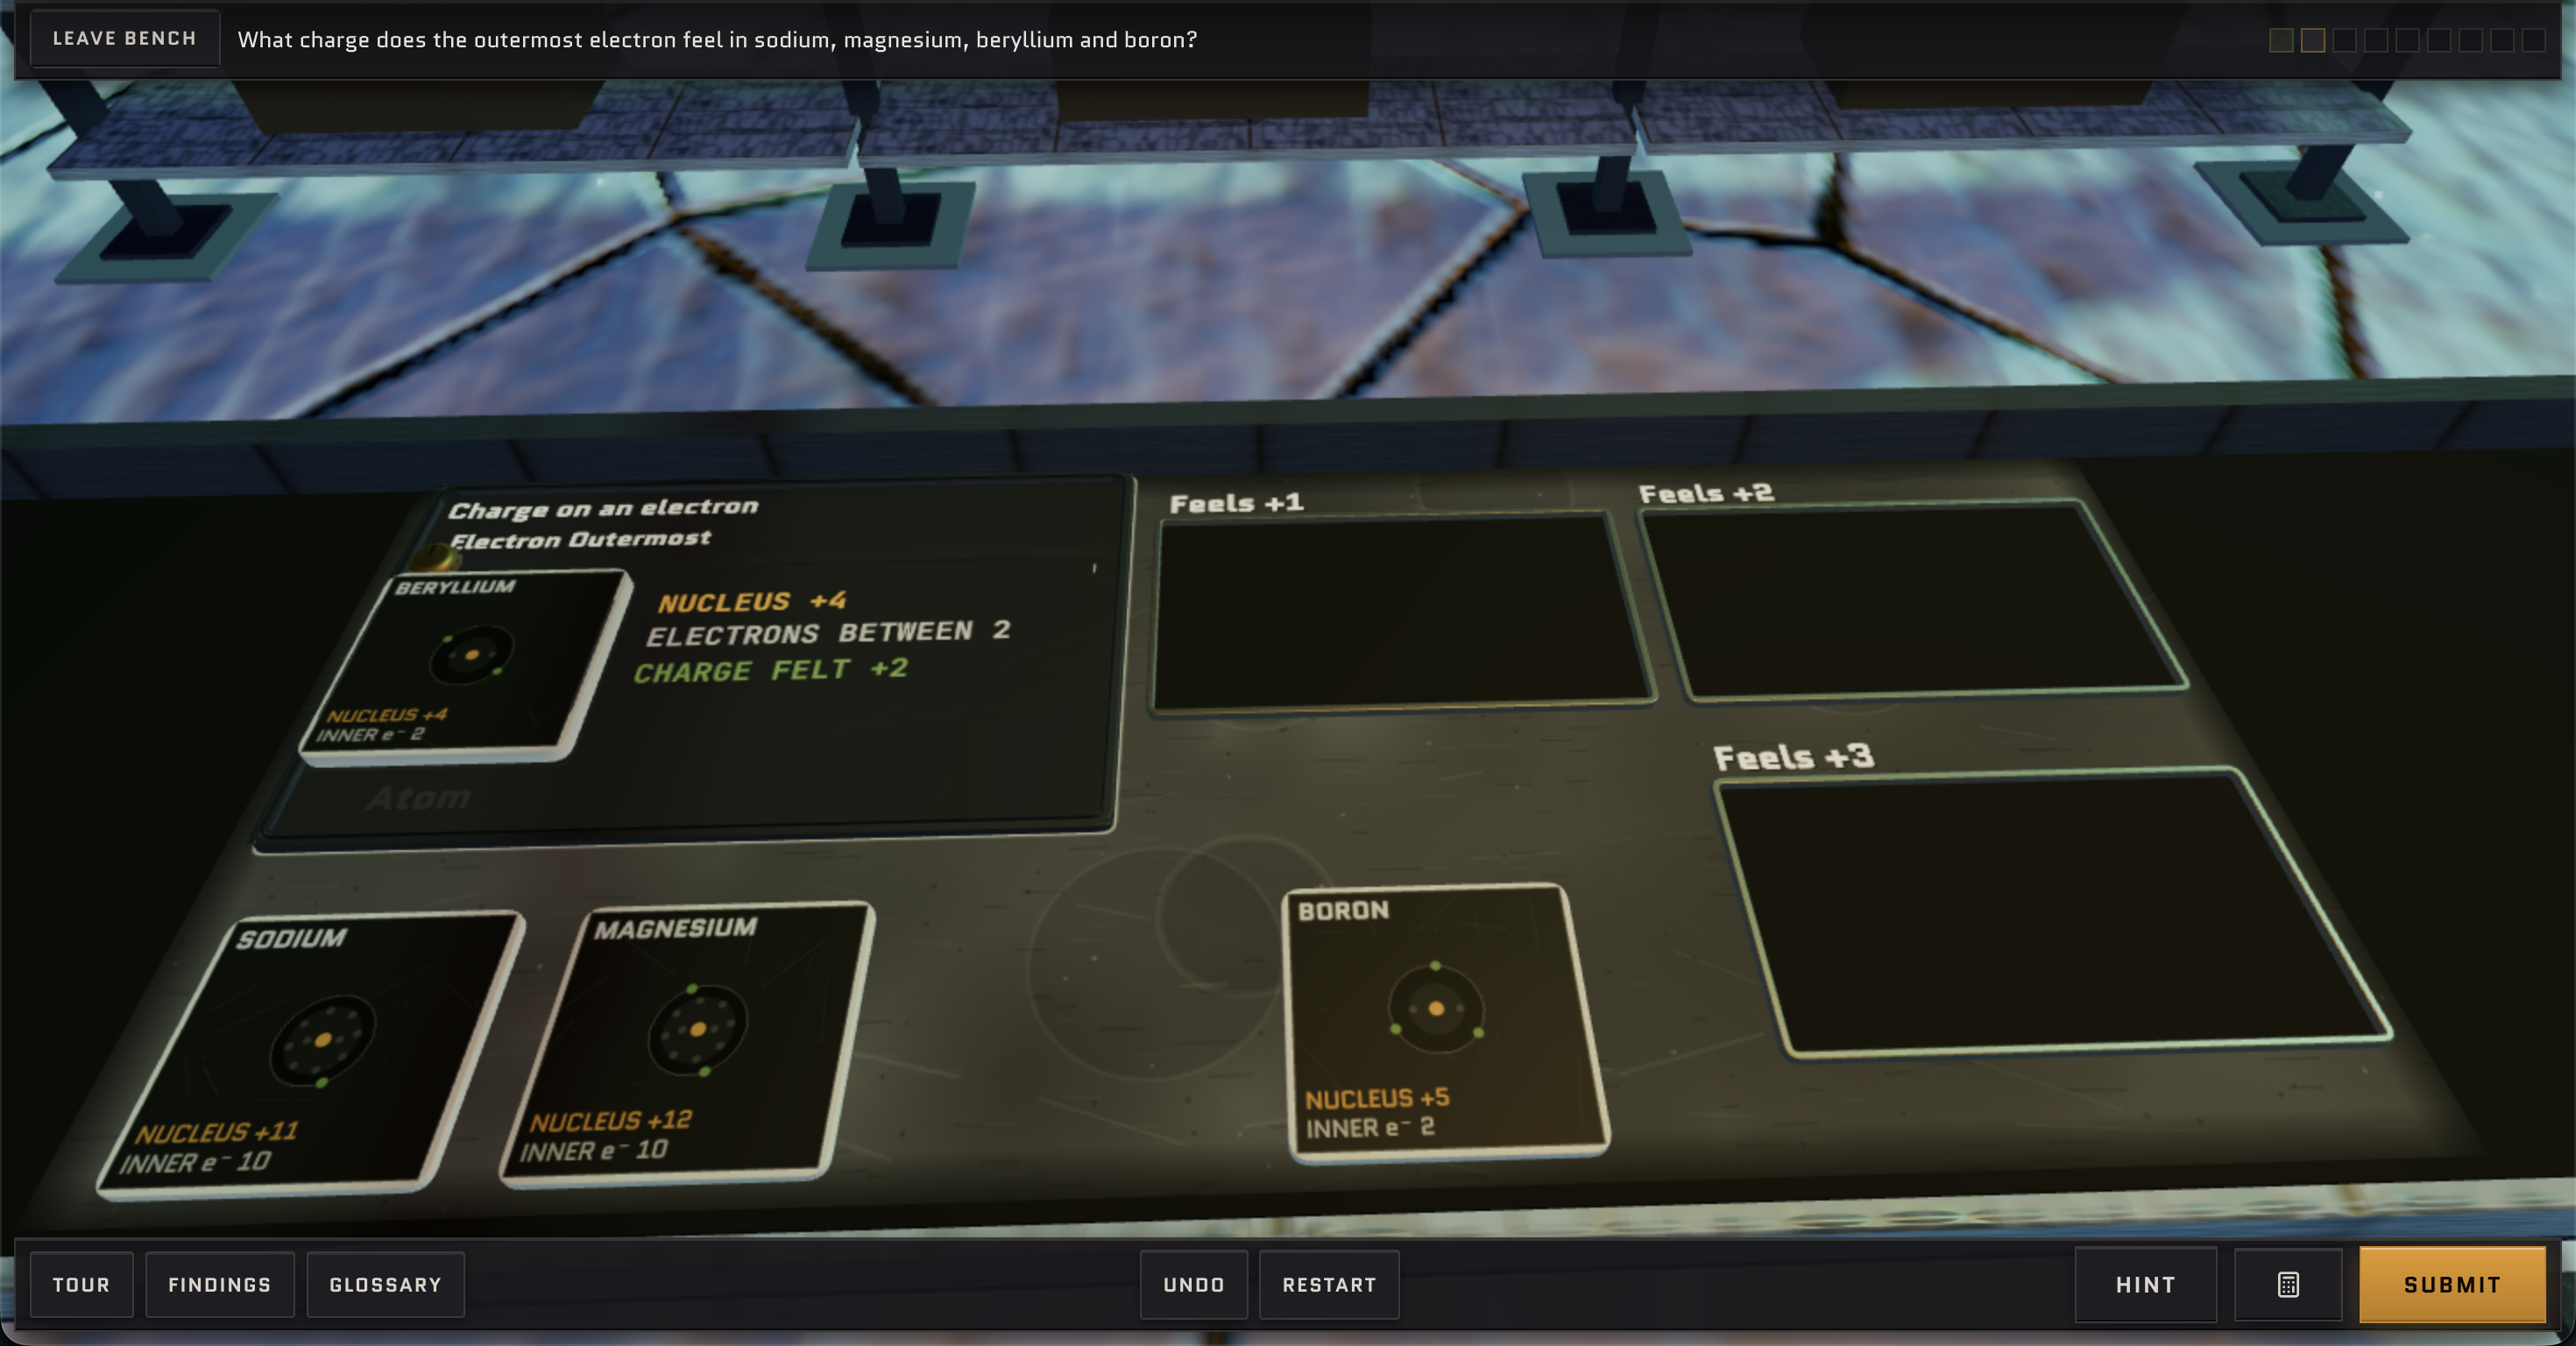 LEAVE BENCH
What charge does the outermost electron feel in sodium, magnesium, beryllium and boron?
Charge on an electron
Electron Outermost
BERYLLIUM
NUCLEUS +4
INNER e⁻ 2
NUCLEUS +4
ELECTRONS BETWEEN 2
CHARGE FELT +2
Atom
Feels +1
Feels +2
Feels +3
SODIUM
NUCLEUS +11
INNER e⁻ 10
MAGNESIUM
NUCLEUS +12
INNER e⁻ 10
BORON
NUCLEUS +5
INNER e⁻ 2
TOUR
FINDINGS
GLOSSARY
UNDO
RESTART
HINT
SUBMIT